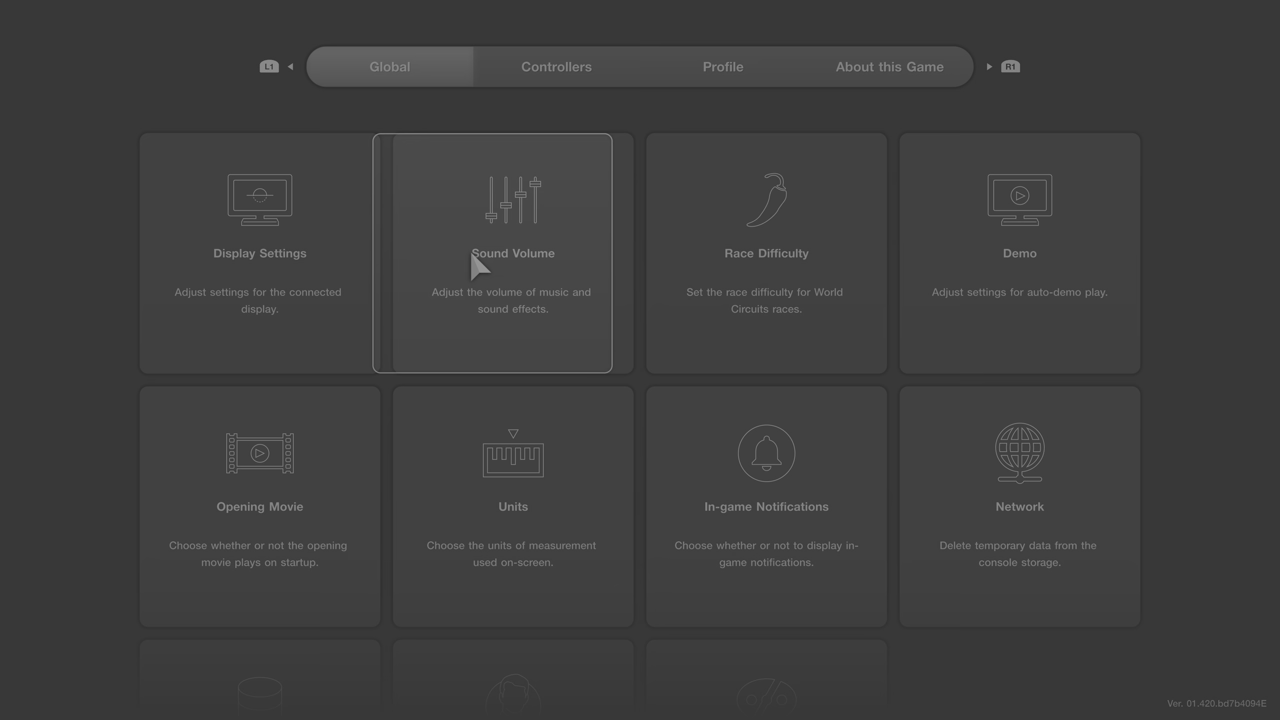 L1
Global
Controllers
Profile
About this Game
R1
Display Settings
Adjust settings for the connected
display.
Sound Volume
Adjust the volume of music and
sound effects.
Race Difficulty
Set the race difficulty for World
Circuits races.
Demo
Adjust settings for auto-demo play.
Opening Movie
Choose whether or not the opening
movie plays on startup.
Units
Choose the units of measurement
used on-screen.
In-game Notifications
Choose whether or not to display in-
game notifications.
Network
Delete temporary data from the
console storage.
Ver. 01.420.bd7b4094E